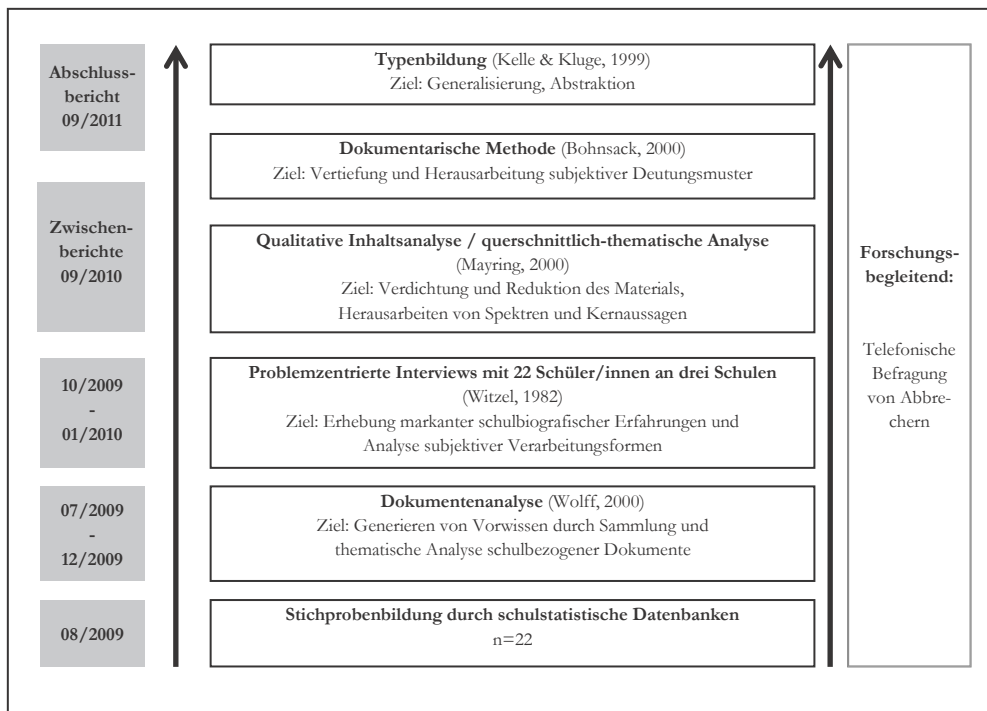 Abschluss-
bericht
09/2011
Typenbildung (Kelle & Kluge, 1999)
Ziel: Generalisierung, Abstraktion
Dokumentarische Methode (Bohnsack, 2000)
Ziel: Vertiefung und Herausarbeitung subjektiver Deutungsmuster
Zwischen-
berichte
09/2010
Qualitative Inhaltsanalyse / querschnittlich-thematische Analyse
(Mayring, 2000)
Ziel: Verdichtung und Reduktion des Materials,
Herausarbeiten von Spektren und Kernaussagen
10/2009
-
01/2010
Problemzentrierte Interviews mit 22 Schüler/innen an drei Schulen
(Witzel, 1982)
Ziel: Erhebung markanter schulbiografischer Erfahrungen und
Analyse subjektiver Verarbeitungsformen
07/2009
-
12/2009
Dokumentenanalyse (Wolff, 2000)
Ziel: Generieren von Vorwissen durch Sammlung und
thematische Analyse schulbezogener Dokumente
08/2009
Stichprobenbildung durch schulstatistische Datenbanken
n=22
Forschungs-
begleitend:
Telefonische
Befragung
von Abbre-
chern